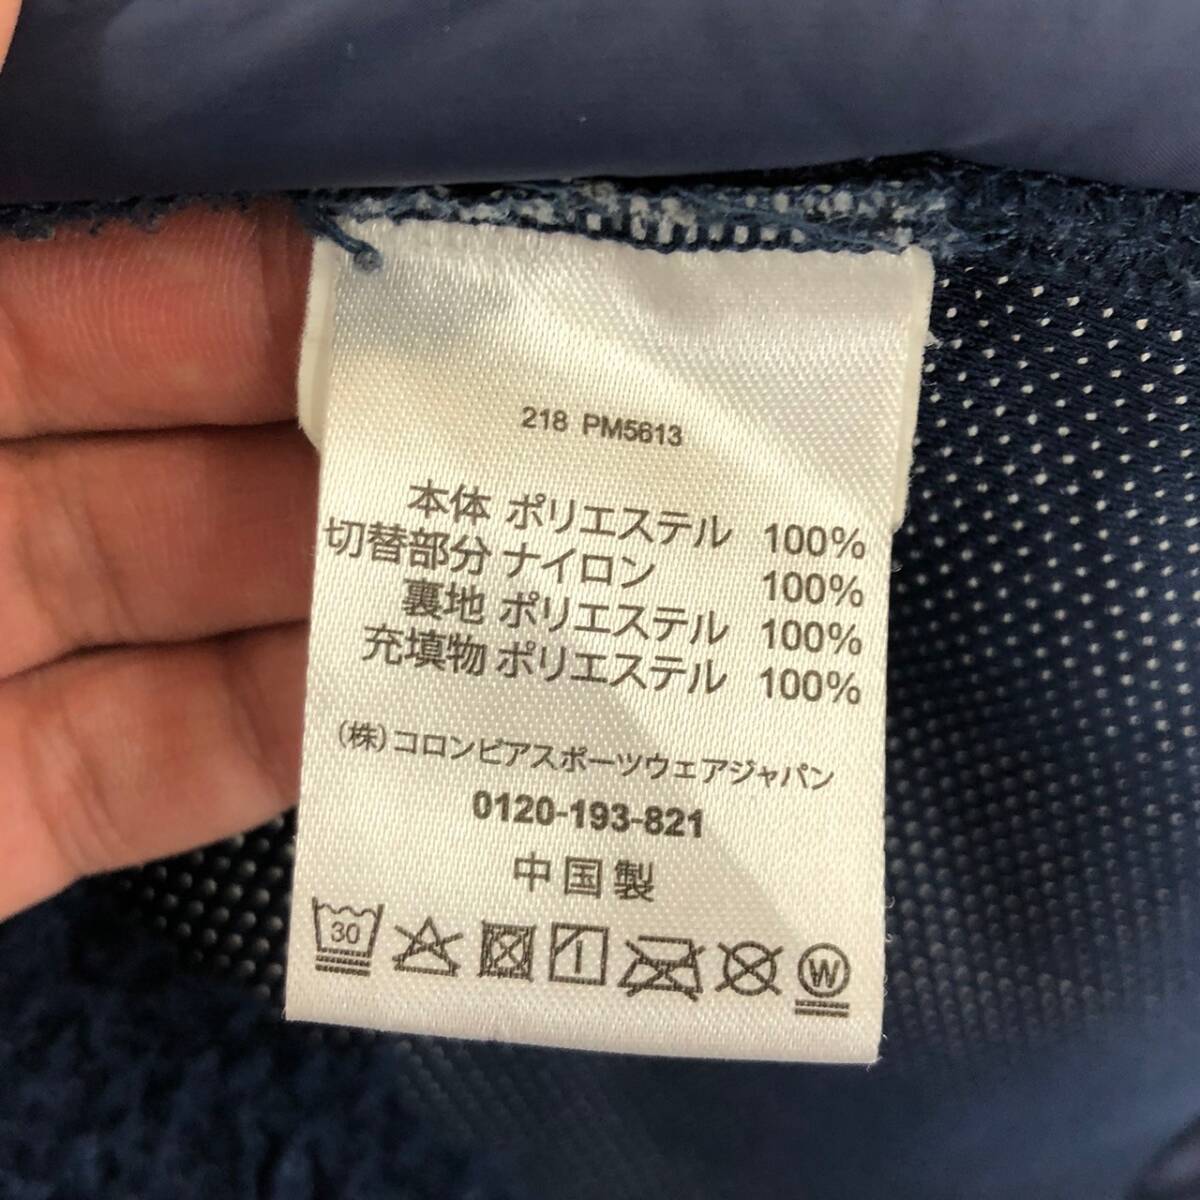 218 PM5613
本体 ポリエステル 100%
切替部分 ナイロン 100%
裏地 ポリエステル 100%
充填物 ポリエステル 100%
(株)コロンビアスポーツウェアジャパン
0120-193-821
中国製
30
W